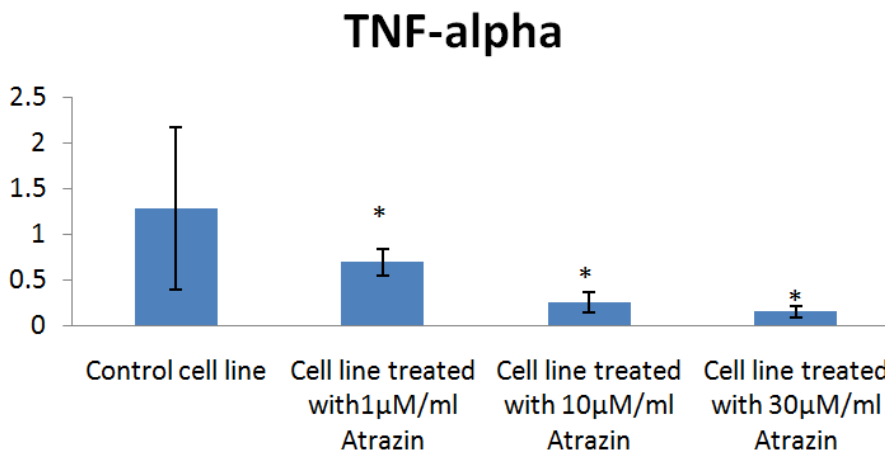 TNF-alpha
2.5
2
1.5
1
0.5
0
*
*
*
Control cell line
Cell line treated
with1µM/ml
Atrazin
Cell line treated
with 10µM/ml
Atrazin
Cell line treated
with 30µM/ml
Atrazin